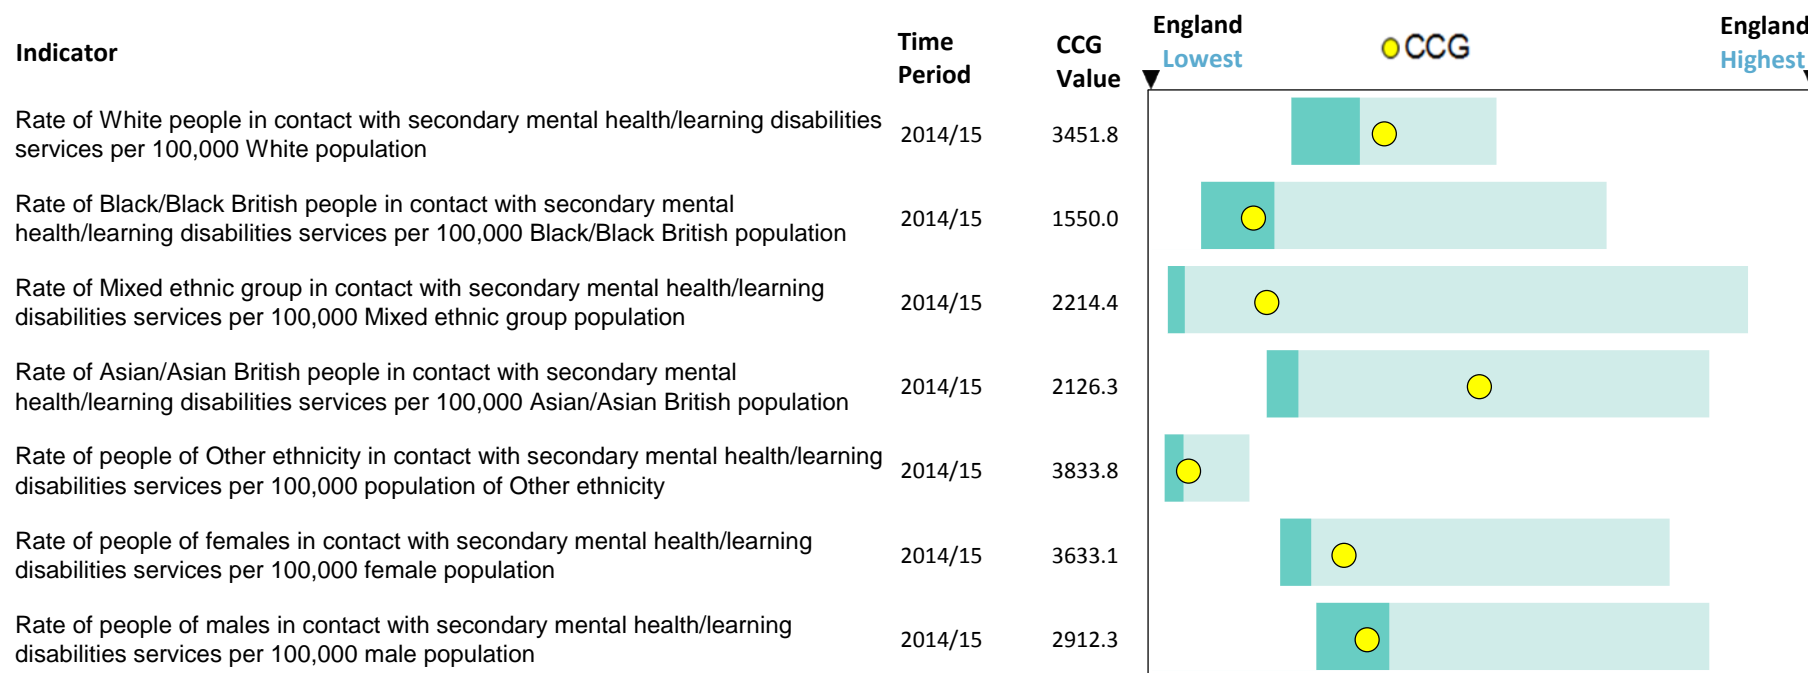 Indicator
Time Period
CCG Value
England Lowest
CCG
England Highest
Rate of White people in contact with secondary mental health/learning disabilities
services per 100,000 White population
2014/15
3451.8
Rate of Black/Black British people in contact with secondary mental
health/learning disabilities services per 100,000 Black/Black British population
2014/15
1550.0
Rate of Mixed ethnic group in contact with secondary mental health/learning
disabilities services per 100,000 Mixed ethnic group population
2014/15
2214.4
Rate of Asian/Asian British people in contact with secondary mental
health/learning disabilities services per 100,000 Asian/Asian British population
2014/15
2126.3
Rate of people of Other ethnicity in contact with secondary mental health/learning
disabilities services per 100,000 population of Other ethnicity
2014/15
3833.8
Rate of people of females in contact with secondary mental health/learning
disabilities services per 100,000 female population
2014/15
3633.1
Rate of people of males in contact with secondary mental health/learning
disabilities services per 100,000 male population
2014/15
2912.3